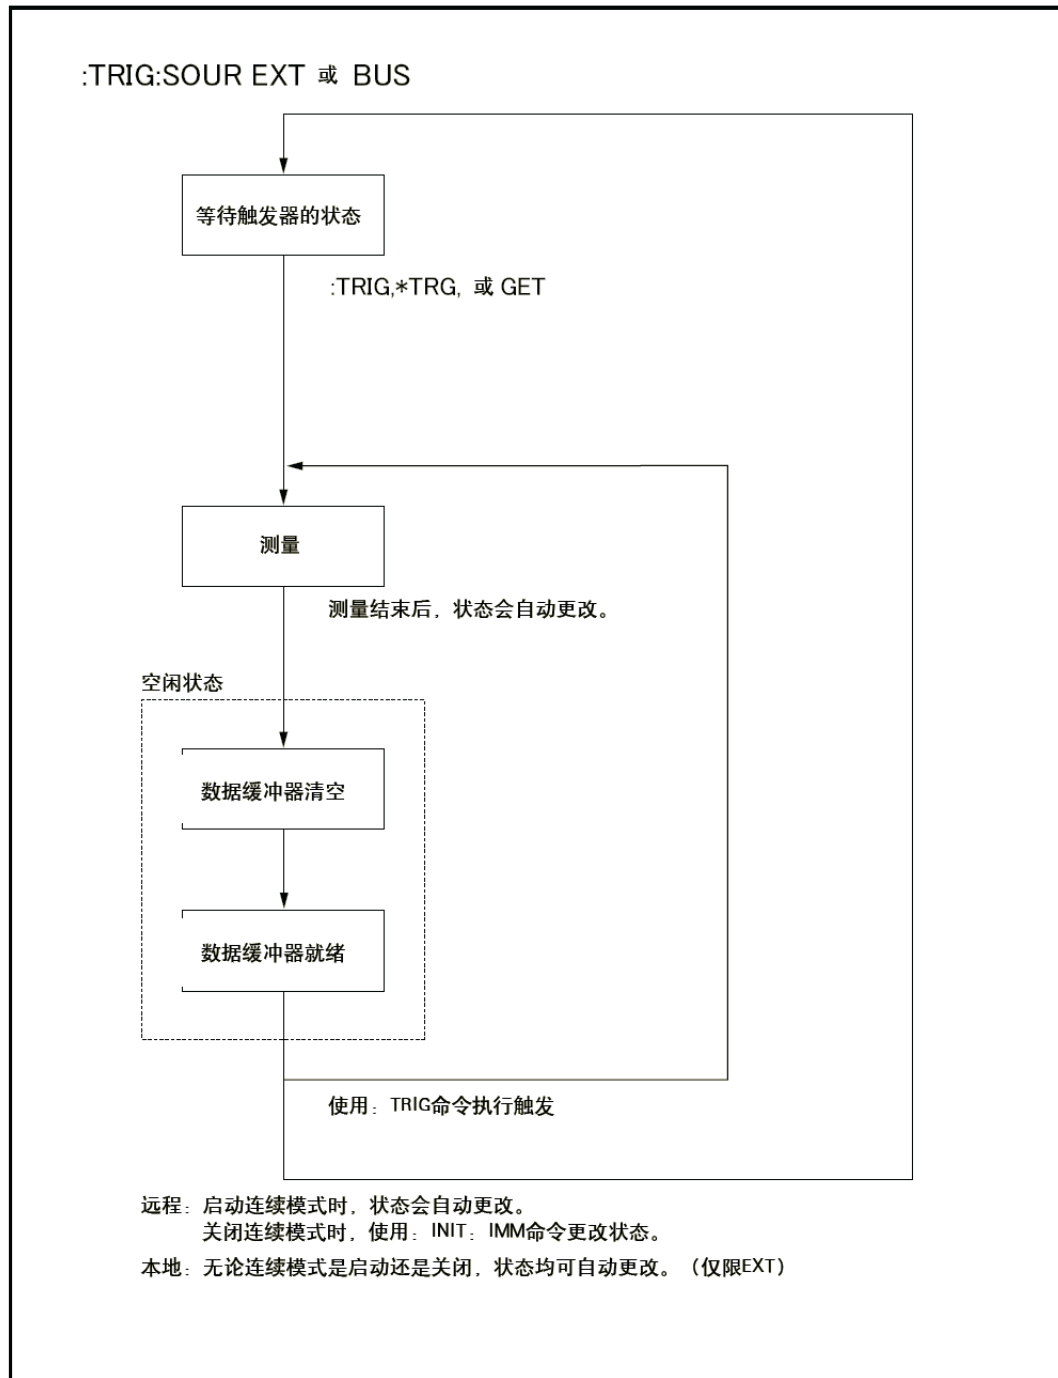 :TRIG:SOUR EXT 或 BUS
等待触发器的状态
:TRIG,*TRG, 或 GET
测量
测量结束后，状态会自动更改。
空闲状态
数据缓冲器清空
数据缓冲器就绪
使用：TRIG命令执行触发
远程：启动连续模式时，状态会自动更改。
关闭连续模式时，使用：INIT：IMM命令更改状态。
本地：无论连续模式是启动还是关闭，状态均可自动更改。（仅限EXT）